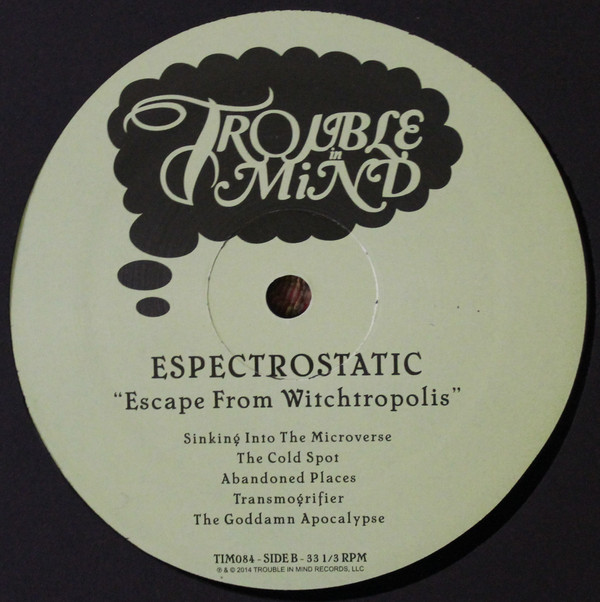 TROUBLE
in
MiND
ESPECTROSTATIC
“Escape From Witchtropolis”
Sinking Into The Microverse
The Cold Spot
Abandoned Places
Transmogrifier
The Goddamn Apocalypse
TIM084 - SIDE B - 33 1/3 RPM
℗ & © 2014 TROUBLE IN MIND RECORDS, LLC